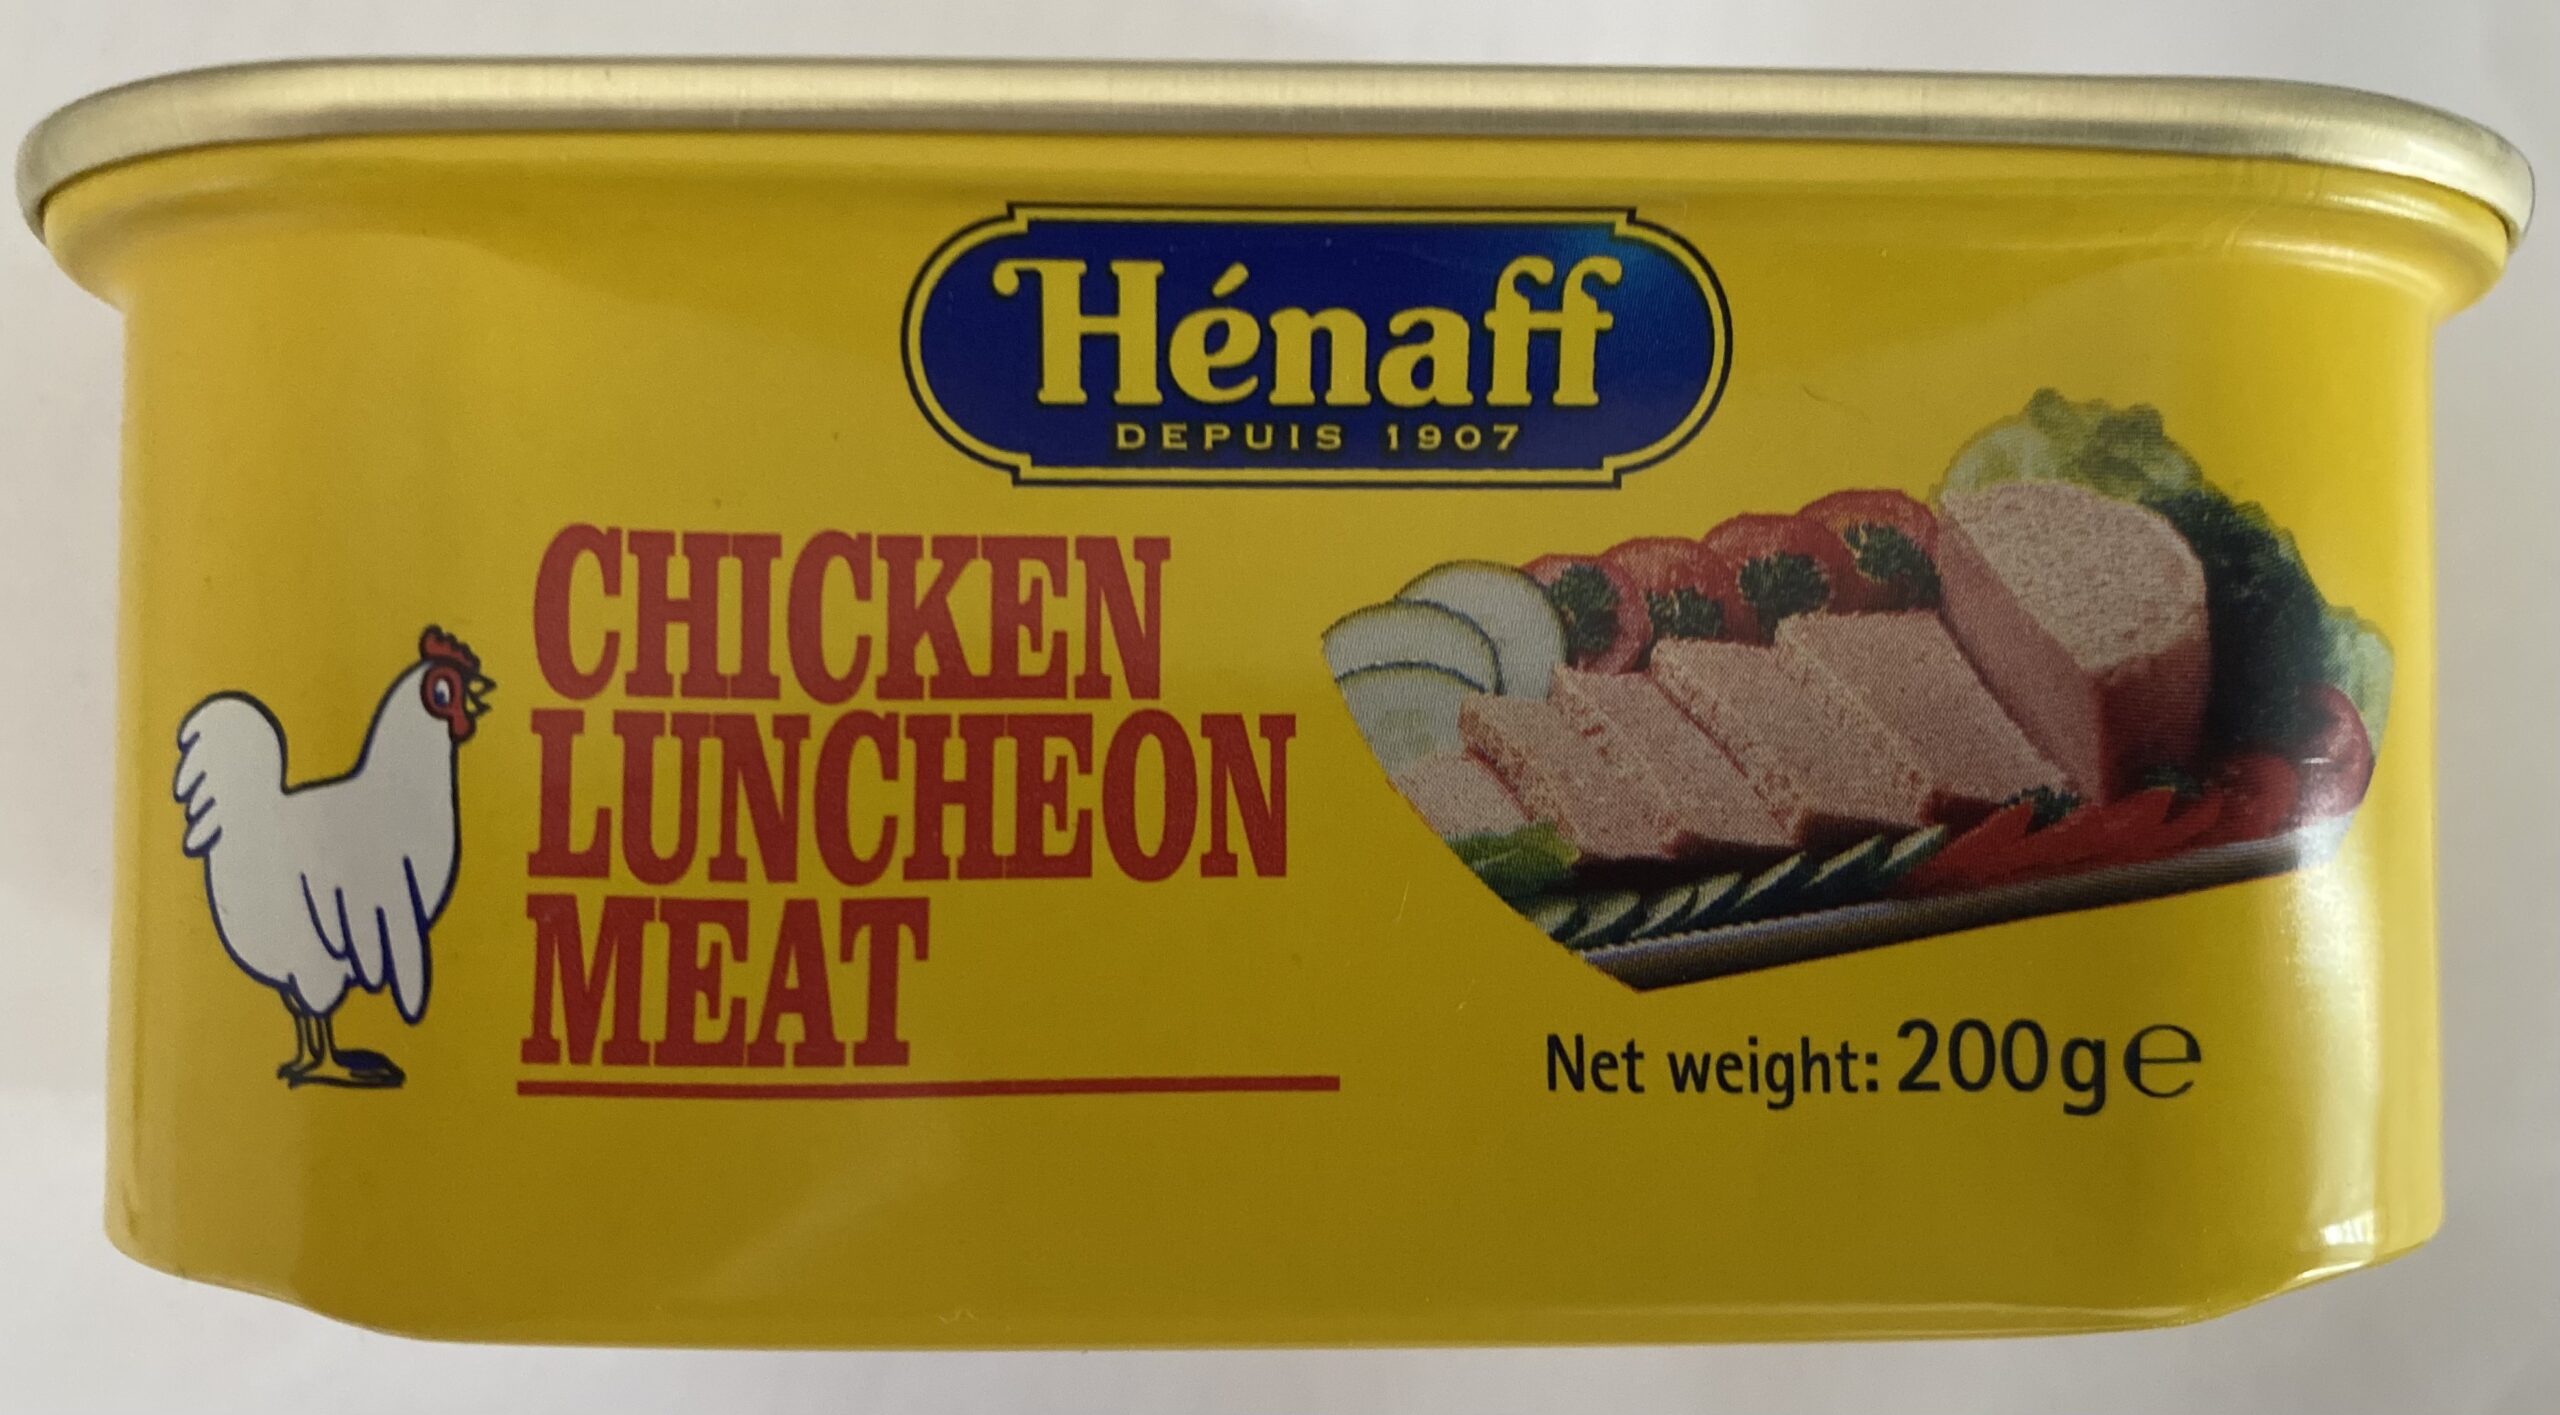 Hénaff
DEPUIS 1907
CHICKEN
LUNCHEON
MEAT
Net weight: 200g℮